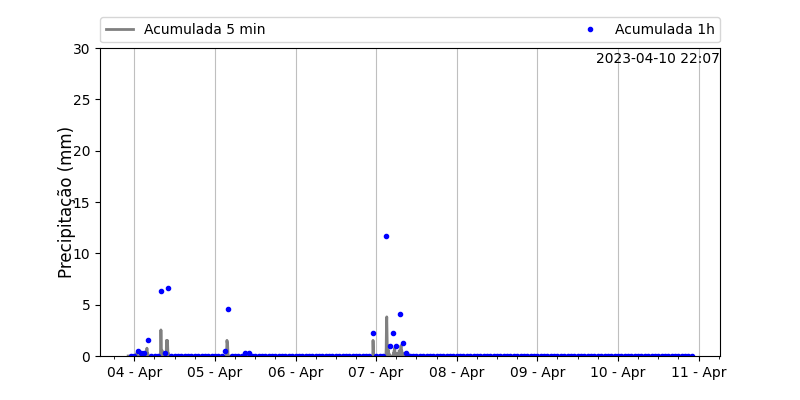 Acumulada 5 min Acumulada 1h
2023-04-10 22:07
Precipitação (mm)
30
25
20
15
10
5
0
04 - Apr 05 - Apr 06 - Apr 07 - Apr 08 - Apr 09 - Apr 10 - Apr 11 - Apr